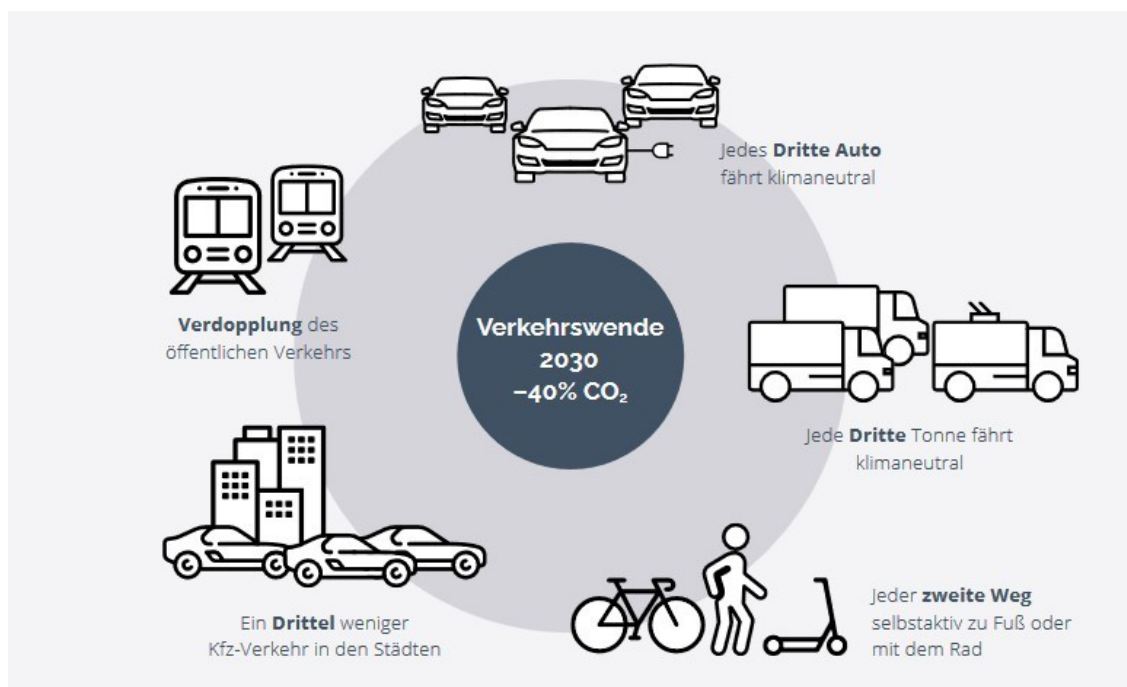 Jedes Dritte Auto
fährt klimaneutral
Verdopplung des
öffentlichen Verkehrs
Verkehrswende
2030
–40% CO₂
Jede Dritte Tonne fährt
klimaneutral
Ein Drittel weniger
Kfz-Verkehr in den Städten
Jeder zweite Weg
selbstaktiv zu Fuß oder
mit dem Rad